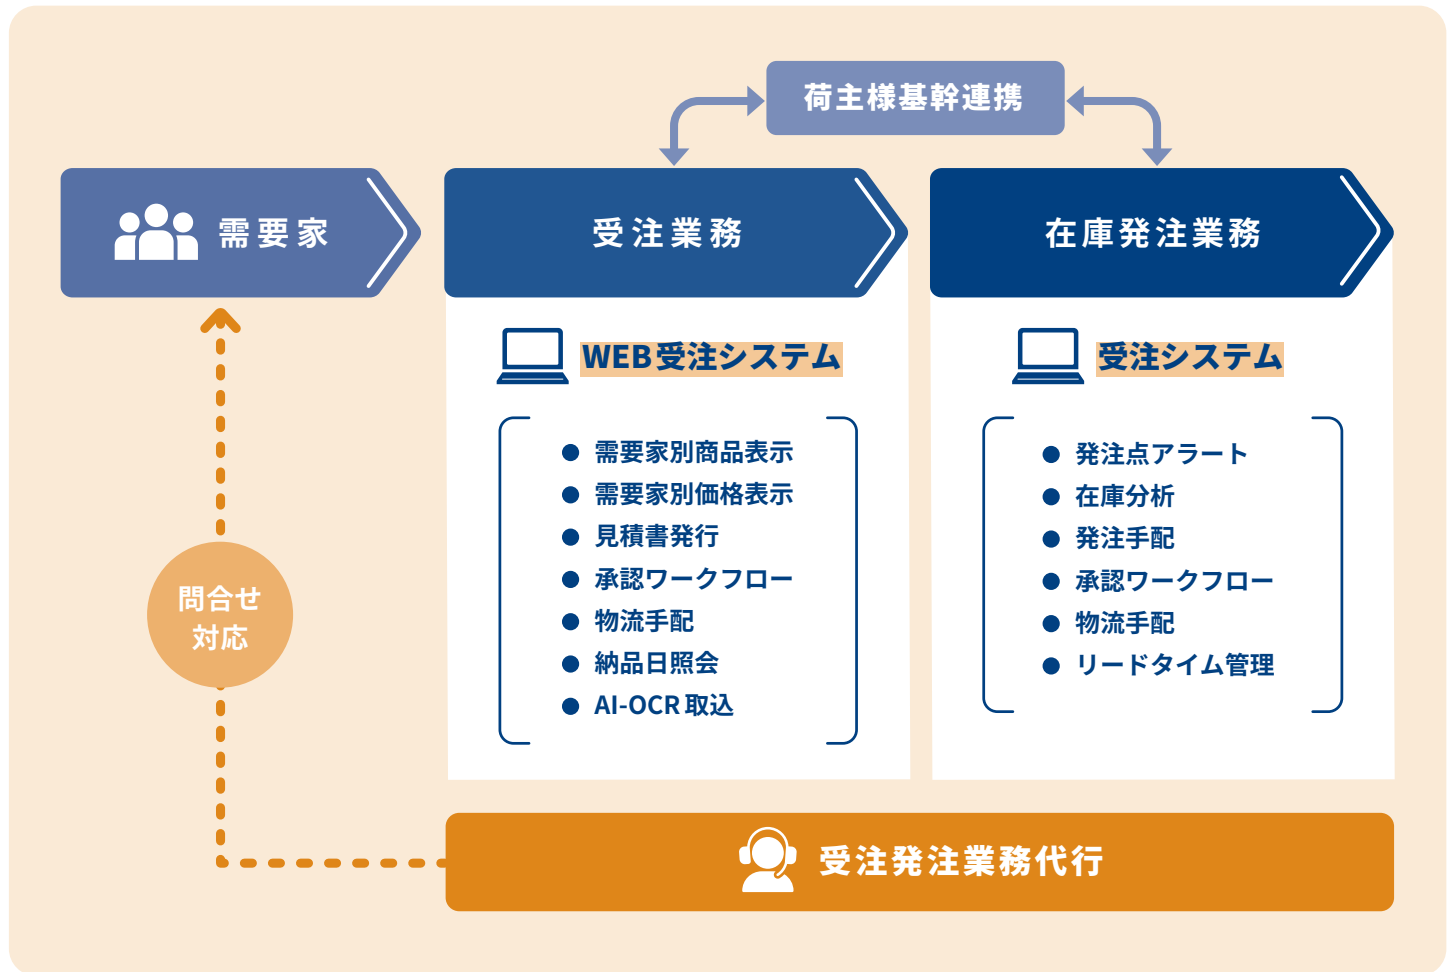 荷主様基幹連携
需要家
受注業務
在庫発注業務
WEB受注システム
需要家別商品表示
需要家別価格表示
見積書発行
承認ワークフロー
物流手配
納品日照会
AI-OCR取込
受注システム
発注点アラート
在庫分析
発注手配
承認ワークフロー
物流手配
リードタイム管理
問合せ
対応
受注発注業務代行